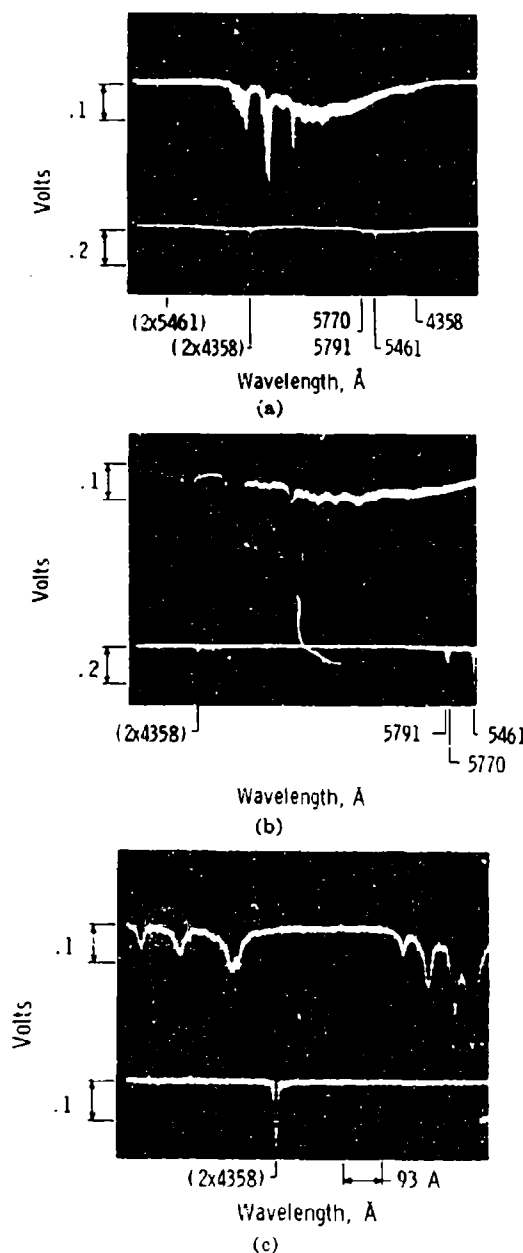 .1
.2
Volts
(2x5461)
(2x4358)
5770
5791
5461
4358
Wavelength, Å
(a)
.1
.2
Volts
(2x4358)
5791
5461
5770
Wavelength, Å
(b)
.1
.1
Volts
A
(2x4358)
93 A
Wavelength, Å
(c)